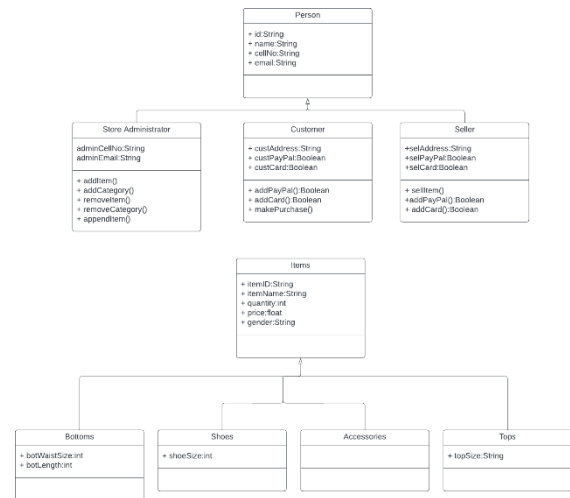 Person
+ id:String
+ name:String
+ cellNo:String
+ email:String
Store Administrator
adminCellNo:String
adminEmail:String
+ addItem()
+ addCategory()
+ removeItem()
+ removeCategory()
+ appendItem()
Customer
+ custAddress:String
+ custPayPal:Boolean
+ custCard:Boolean
+ addPayPal():Boolean
+ addCard():Boolean
+ makePurchase()
Seller
+selAddress:String
+selPayPal:Boolean
+selCard:Boolean
+ sellItem()
+addPayPal():Boolean
+ addCard():Boolean
Items
+ itemID:String
+ itemName:String
+ quantity:int
+ price:float
+ gender:String
Bottoms
+ botWaistSize:int
+ botLength:int
Shoes
+ shoeSize:int
Accessories
Tops
+ topSize:String